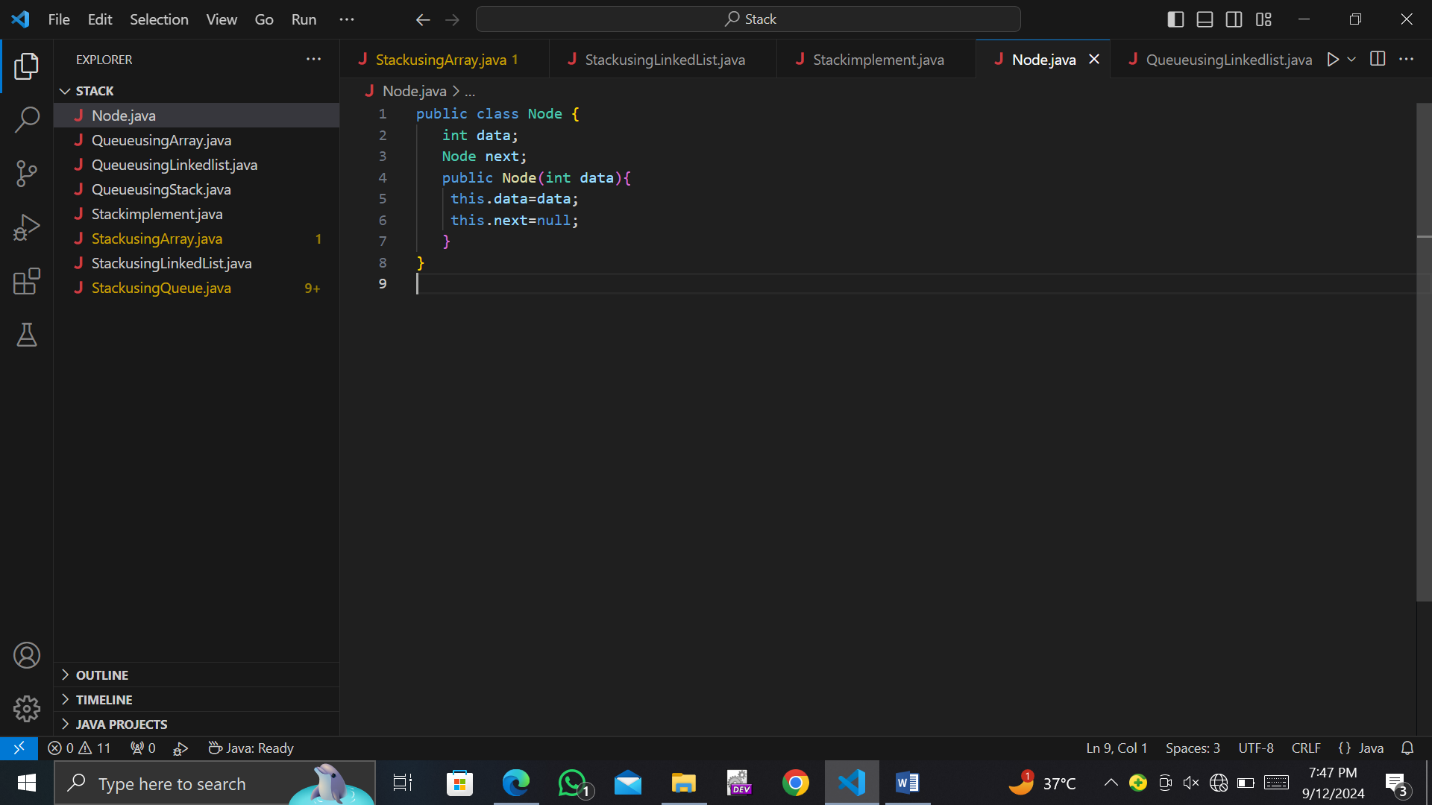 File Edit Selection View Go Run ··· Stack
EXPLORER ···
StackusingArray.java 1 StackusingLinkedList.java Stackimplement.java Node.java QueueusingLinkedlist.java ···
STACK
Node.java > ...
Node.java
QueueusingArray.java
QueueusingLinkedlist.java
QueueusingStack.java
Stackimplement.java
StackusingArray.java 1
StackusingLinkedList.java
StackusingQueue.java 9+
1 public class Node {
2 int data;
3 Node next;
4 public Node(int data){
5 this.data=data;
6 this.next=null;
7 }
8 }
9
OUTLINE
TIMELINE
JAVA PROJECTS
0 11 0 Java: Ready Ln 9, Col 1 Spaces: 3 UTF-8 CRLF {} Java
Type here to search 1 DEV W 1 37°C 7:47 PM 3
9/12/2024